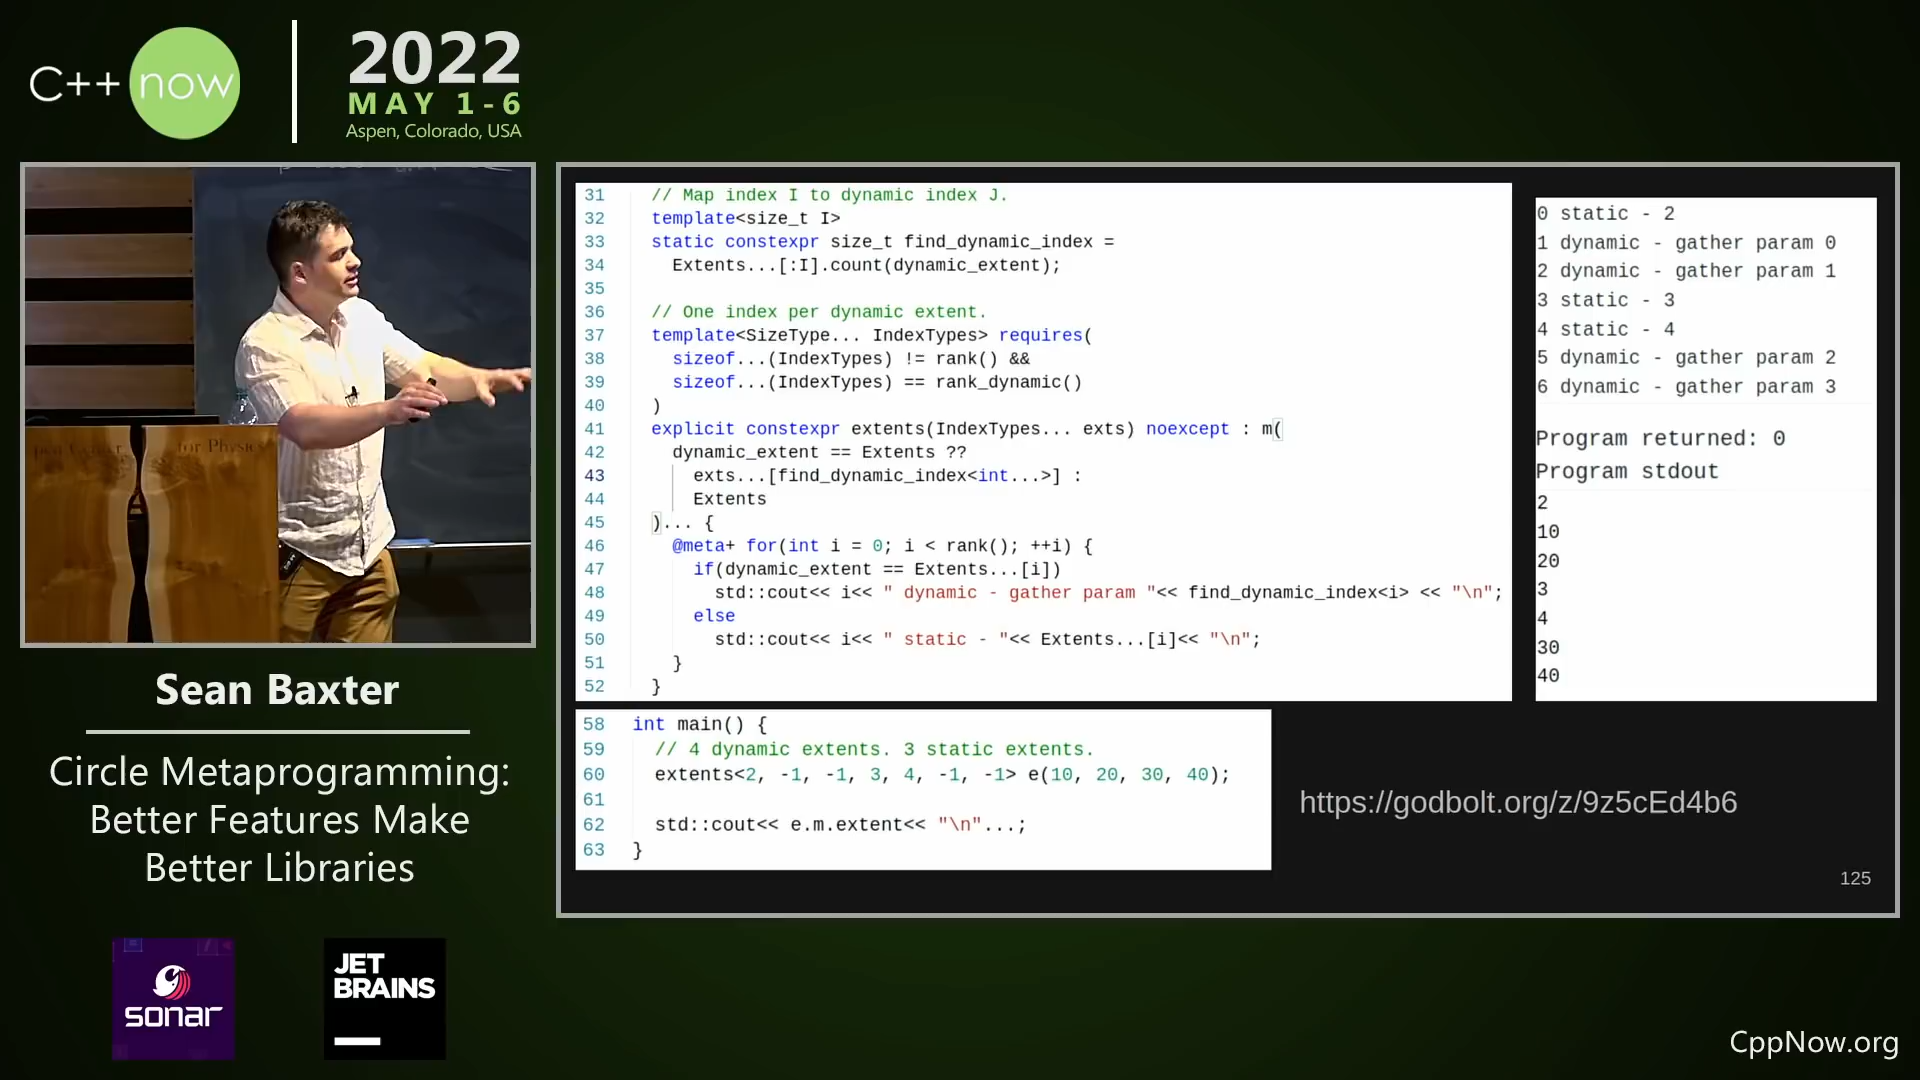 C++ now
2022
MAY 1-6
Aspen, Colorado, USA
for Physics
Sean Baxter
Circle Metaprogramming:
Better Features Make
Better Libraries
sonar
JET
BRAINS
31 // Map index I to dynamic index J.
32 template<size_t I>
33 static constexpr size_t find_dynamic_index =
34 Extents...[:I].count(dynamic_extent);
35
36 // One index per dynamic extent.
37 template<SizeType... IndexTypes> requires(
38 sizeof...(IndexTypes) != rank() &&
39 sizeof...(IndexTypes) == rank_dynamic()
40 )
41 explicit constexpr extents(IndexTypes... exts) noexcept : m(
42 dynamic_extent == Extents ??
43 exts...[find_dynamic_index<int...>] :
44 Extents
45 )... {
46 @meta+ for(int i = 0; i < rank(); ++i) {
47 if(dynamic_extent == Extents...[i])
48 std::cout<< i<< " dynamic - gather param "<< find_dynamic_index<i> << "\n";
49 else
50 std::cout<< i<< " static - "<< Extents...[i]<< "\n";
51 }
52 }
58 int main() {
59 // 4 dynamic extents. 3 static extents.
60 extents<2, -1, -1, 3, 4, -1, -1> e(10, 20, 30, 40);
61
62 std::cout<< e.m.extent<< "\n"...;
63 }
0 static - 2
1 dynamic - gather param 0
2 dynamic - gather param 1
3 static - 3
4 static - 4
5 dynamic - gather param 2
6 dynamic - gather param 3
Program returned: 0
Program stdout
2
10
20
3
4
30
40
https://godbolt.org/z/9z5cEd4b6
125
CppNow.org